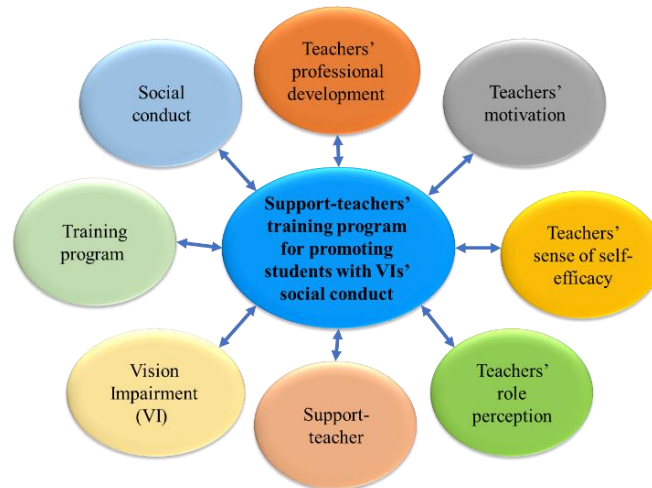 Teachers'
professional
development
Social
conduct
Teachers'
motivation
Support-teachers'
training program
for promoting
students with VIs'
social conduct
Training
program
Teachers'
sense of self-
efficacy
Vision
Impairment
(VI)
Support-
teacher
Teachers'
role
perception